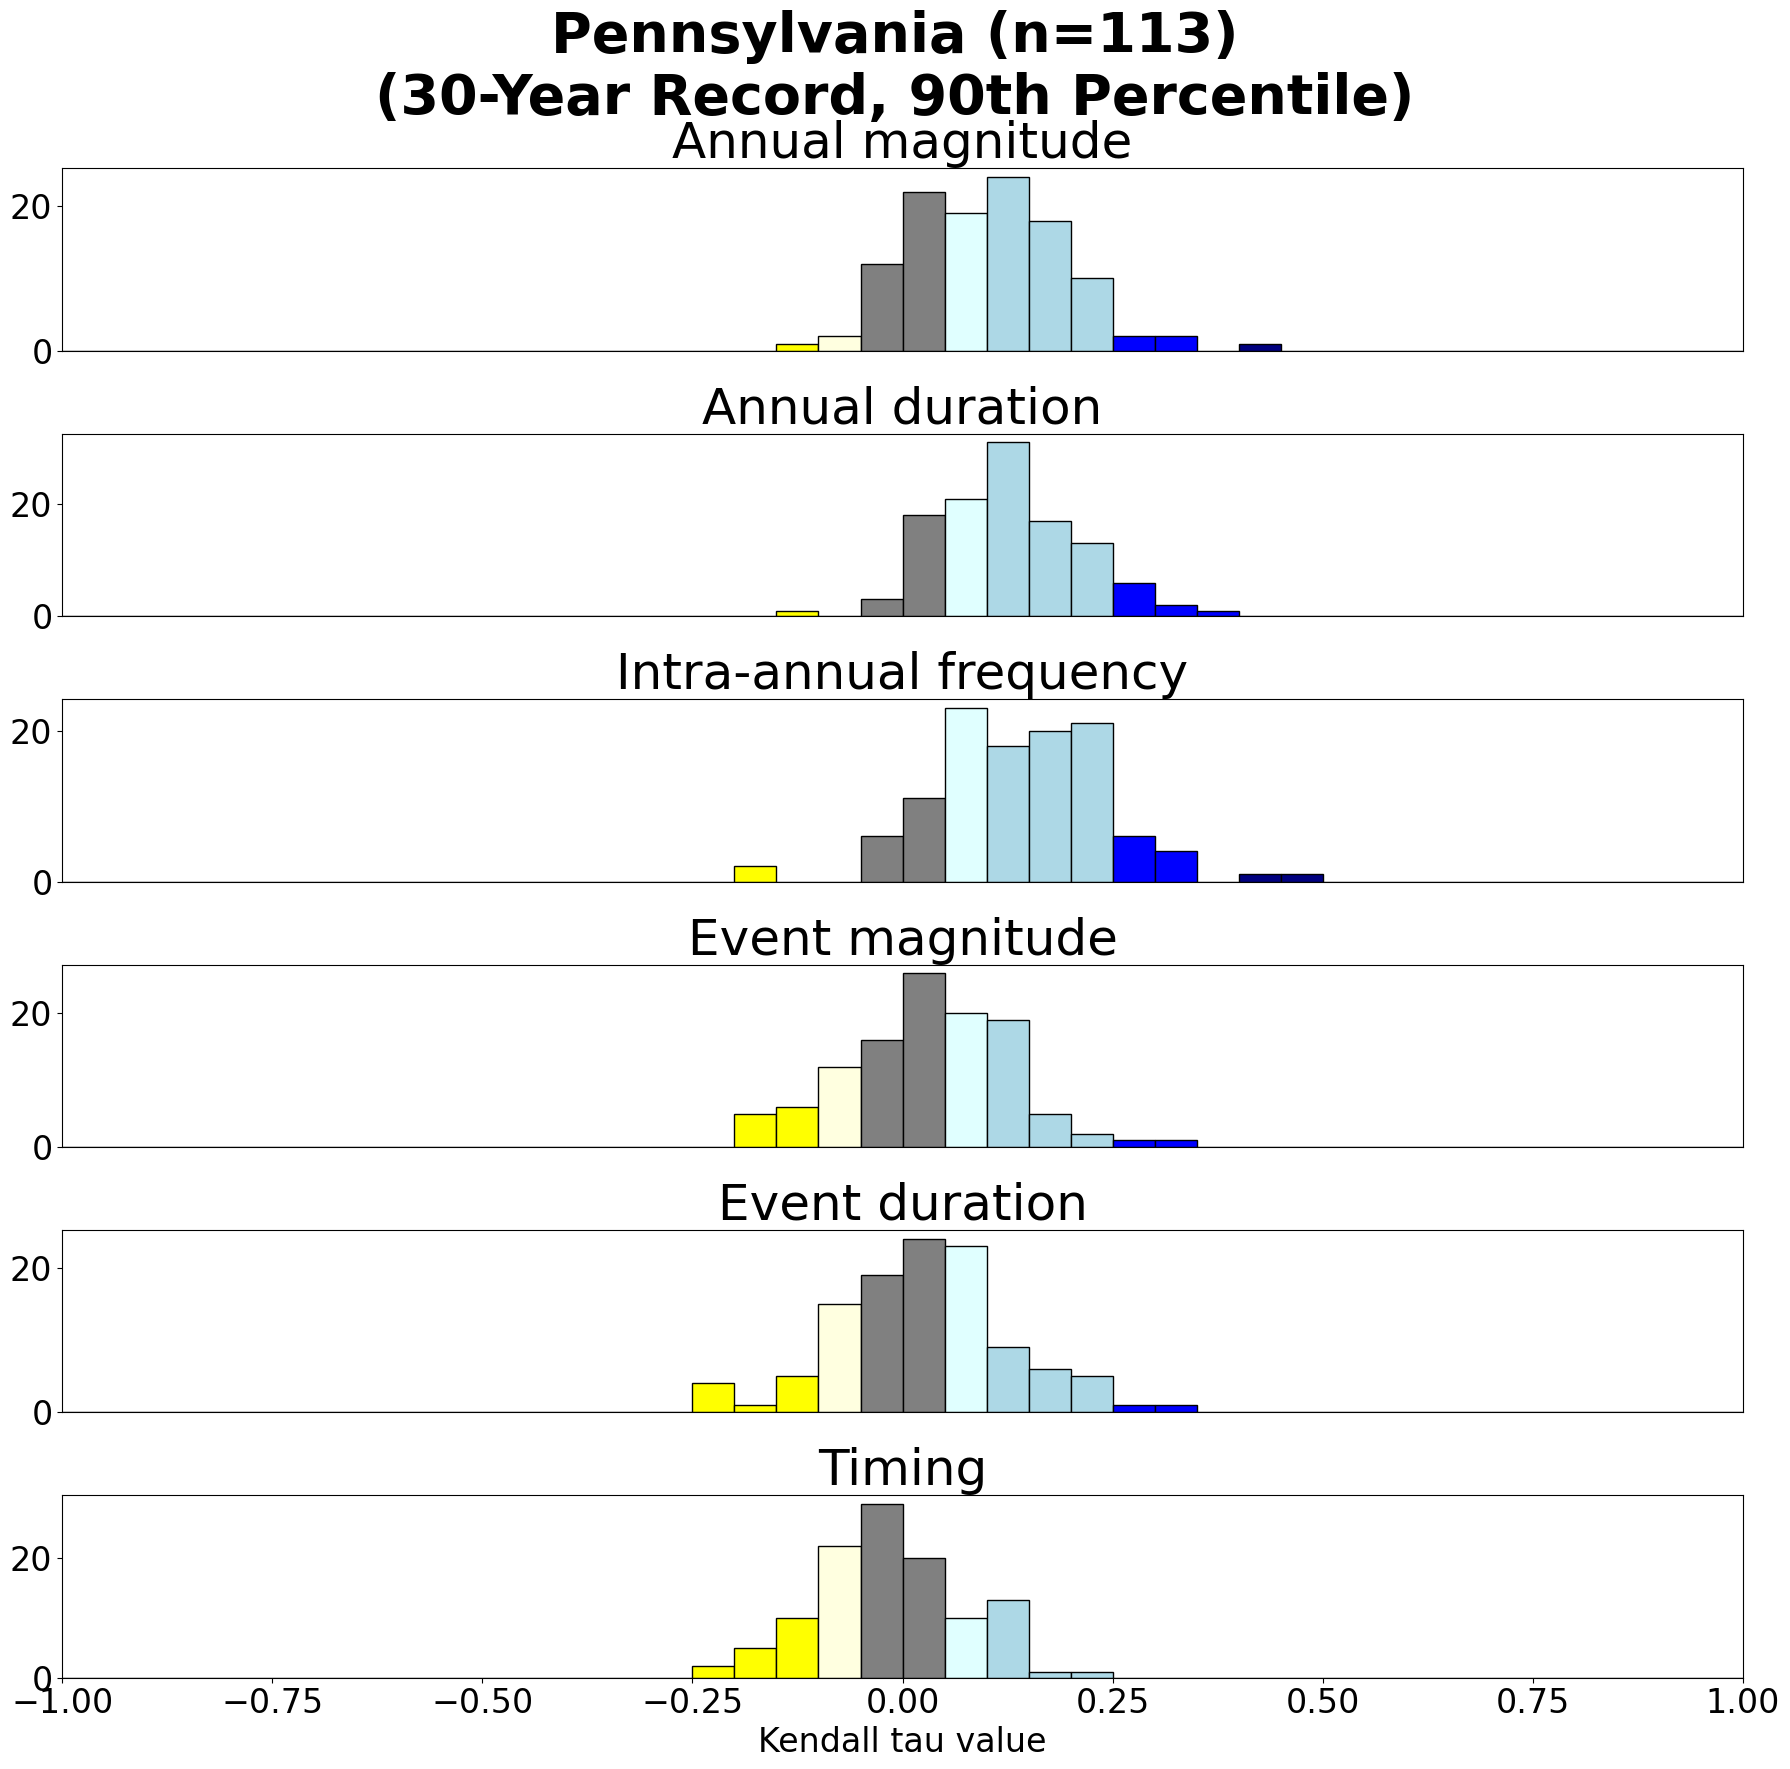 Pennsylvania (n=113)
(30-Year Record, 90th Percentile)
Annual magnitude
20
0
Annual duration
20
0
Intra-annual frequency
20
0
Event magnitude
20
0
Event duration
20
0
Timing
20
0
−1.00 −0.75 −0.50 −0.25 0.00 0.25 0.50 0.75 1.00
Kendall tau value